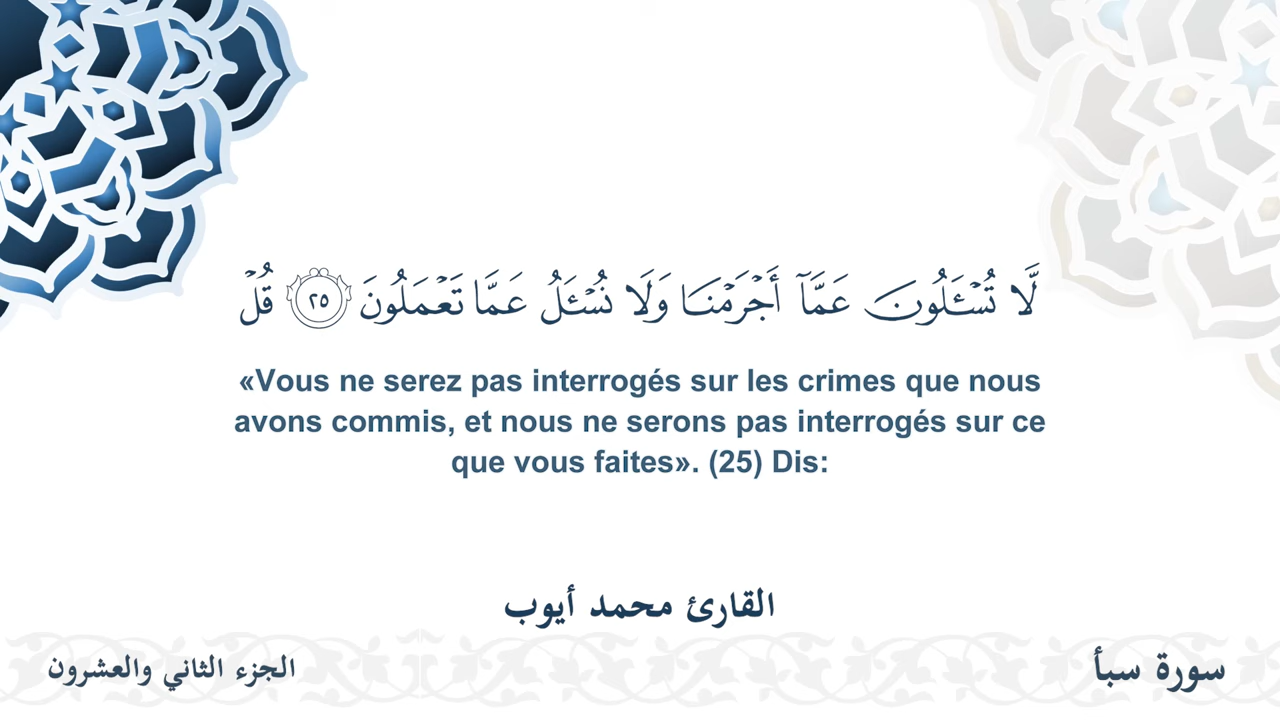 لَّا تُسْـَٔلُونَ عَمَّآ أَجْرَمْنَا وَلَا نُسْـَٔلُ عَمَّا تَعْمَلُونَ ٢٥ قُلْ
«Vous ne serez pas interrogés sur les crimes que nous
avons commis, et nous ne serons pas interrogés sur ce
que vous faites». (25) Dis:
القارئ محمد أيوب
سورة سبأ
الجزء الثاني والعشرون